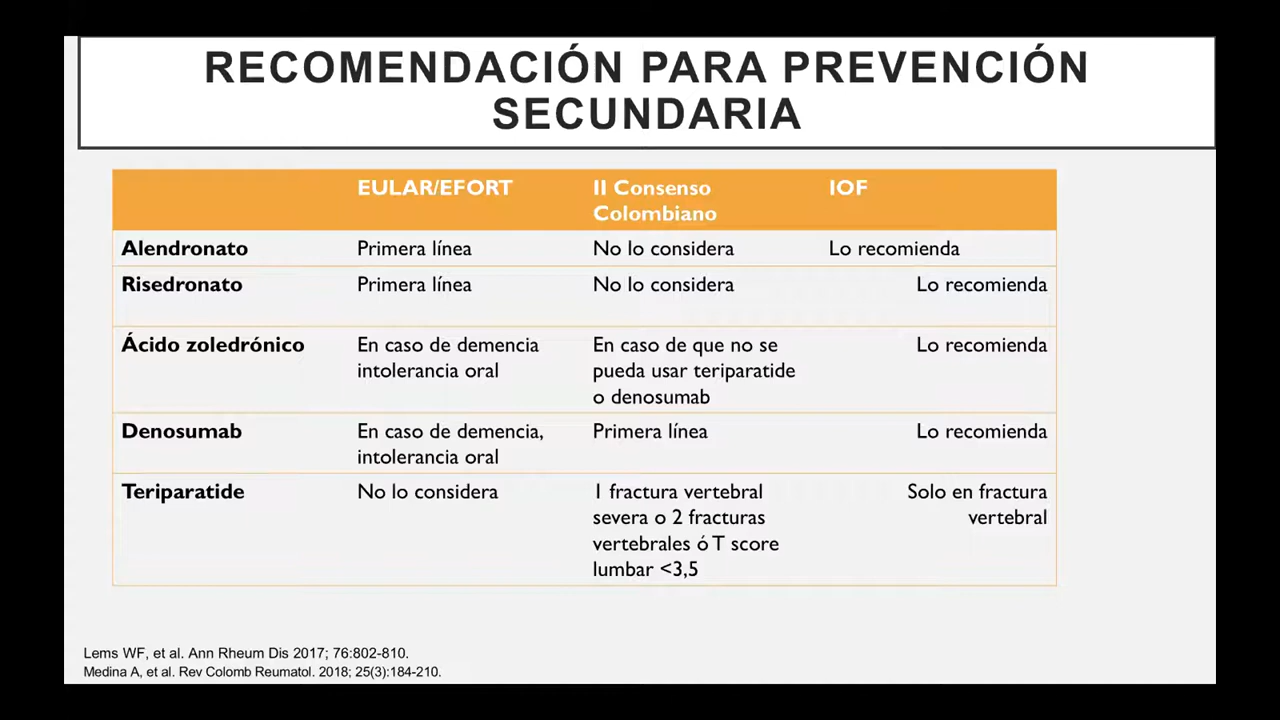 RECOMENDACIÓN PARA PREVENCIÓN
SECUNDARIA
EULAR/EFORT
II Consenso
Colombiano
IOF
Alendronato
Primera línea
No lo considera
Lo recomienda
Risedronato
Primera línea
No lo considera
Lo recomienda
Ácido zoledrónico
En caso de demencia
intolerancia oral
En caso de que no se
pueda usar teriparatide
o denosumab
Lo recomienda
Denosumab
En caso de demencia,
intolerancia oral
Primera línea
Lo recomienda
Teriparatide
No lo considera
1 fractura vertebral
severa o 2 fracturas
vertebrales ó T score
lumbar <3,5
Solo en fractura
vertebral
Lems WF, et al. Ann Rheum Dis 2017; 76:802-810.
Medina A, et al. Rev Colomb Reumatol. 2018; 25(3):184-210.